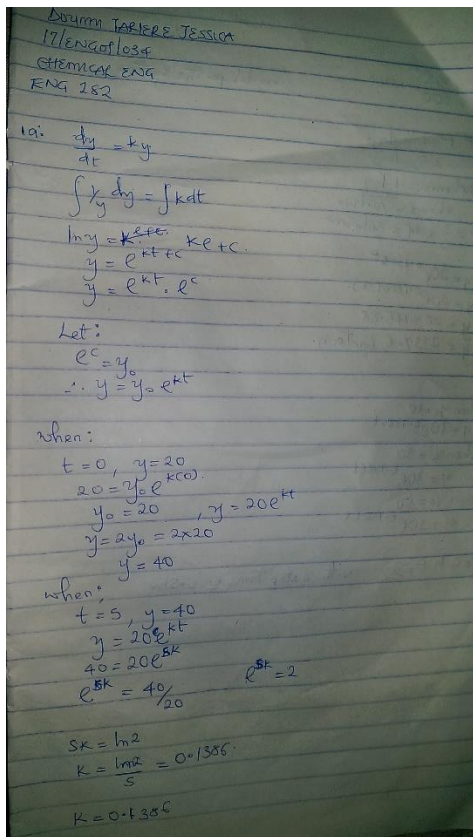 TARIERE JESSICA
17/ENG01/034
CHEMICAL ENG
ENG 282
1a: dy/dt = ky
∫ 1/y dy = ∫ k dt
ln y = ke+c
y = e^(kt+c)
y = e^(kt) . e^c
Let:
e^c = y₀
∴ y = y₀ e^(kt)
when:
t = 0, y = 20
20 = y₀ e^(k(0)).
y₀ = 20 , y = 20e^(kt)
y = 2y₀ = 2×20
y = 40
when;
t = 5, y = 40
y = 20e^(kt)
40 = 20e^(5k)
e^(5k) = 40/20 e^(5k) = 2
5k = ln2
k = ln2/5 = 0.1386.
K = 0.1386